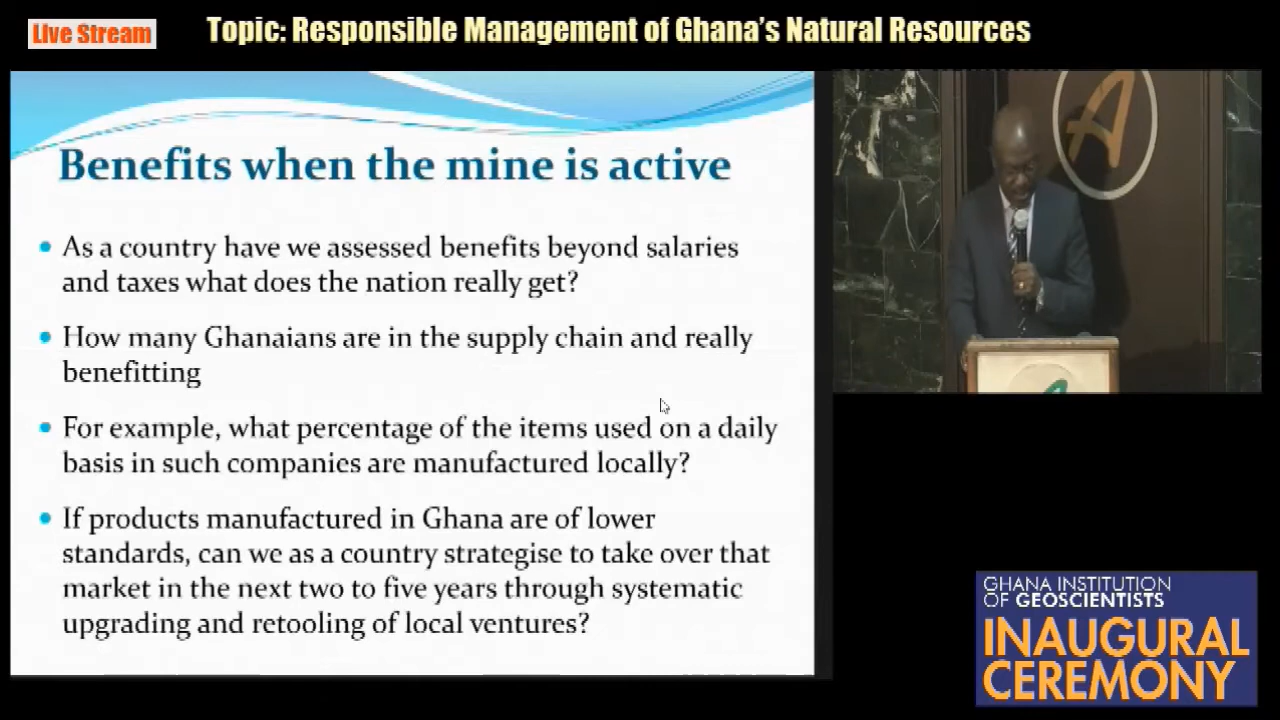 Live Stream
Topic: Responsible Management of Ghana's Natural Resources
Benefits when the mine is active
As a country have we assessed benefits beyond salaries
and taxes what does the nation really get?
How many Ghanaians are in the supply chain and really
benefitting
For example, what percentage of the items used on a daily
basis in such companies are manufactured locally?
If products manufactured in Ghana are of lower
standards, can we as a country strategise to take over that
market in the next two to five years through systematic
upgrading and retooling of local ventures?
A
GHANA INSTITUTION
OF GEOSCIENTISTS
INAUGURAL
CEREMONY